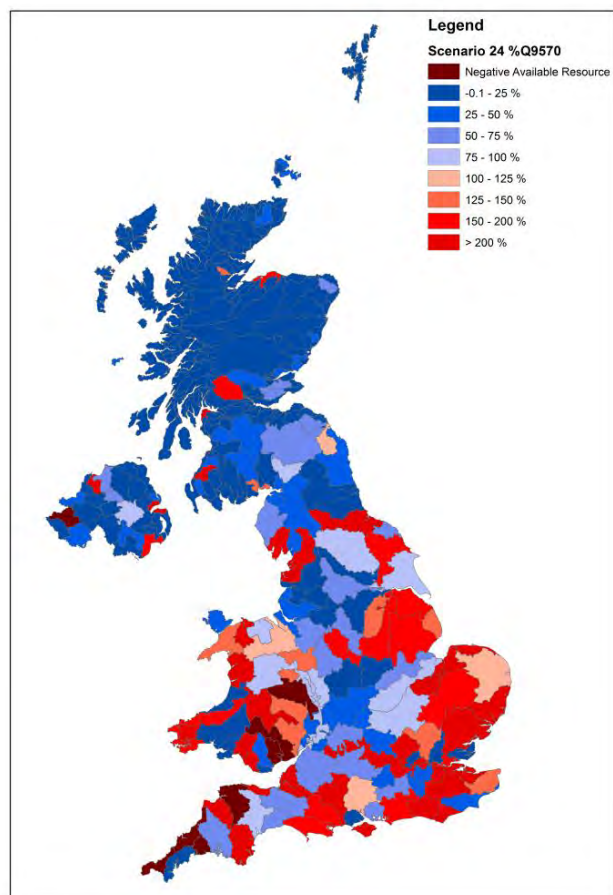 Legend
Scenario 24 %Q9570
Negative Available Resource
-0.1 - 25 %
25 - 50 %
50 - 75 %
75 - 100 %
100 - 125 %
125 - 150 %
150 - 200 %
> 200 %